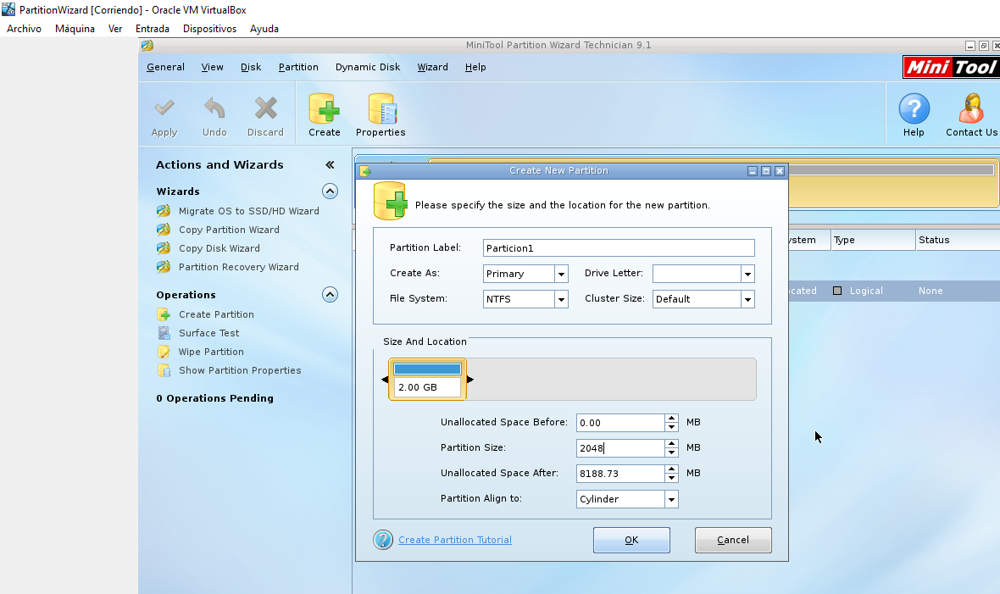 PartitionWizard [Corriendo] - Oracle VM VirtualBox
Archivo Máquina Ver Entrada Dispositivos Ayuda
MiniTool Partition Wizard Technician 9.1
General View Disk Partition Dynamic Disk Wizard Help
Mini Tool
Apply Undo Discard Create Properties Help Contact Us
Actions and Wizards
Wizards
Migrate OS to SSD/HD Wizard
Copy Partition Wizard
Copy Disk Wizard
Partition Recovery Wizard
Operations
Create Partition
Surface Test
Wipe Partition
Show Partition Properties
0 Operations Pending
Create New Partition
Please specify the size and the location for the new partition.
Partition Label: Particion1
Create As: Primary Drive Letter:
File System: NTFS Cluster Size: Default
Size And Location
2.00 GB
Unallocated Space Before: 0.00 MB
Partition Size: 2048 MB
Unallocated Space After: 8188.73 MB
Partition Align to: Cylinder
Create Partition Tutorial OK Cancel
Type Status
Logical None